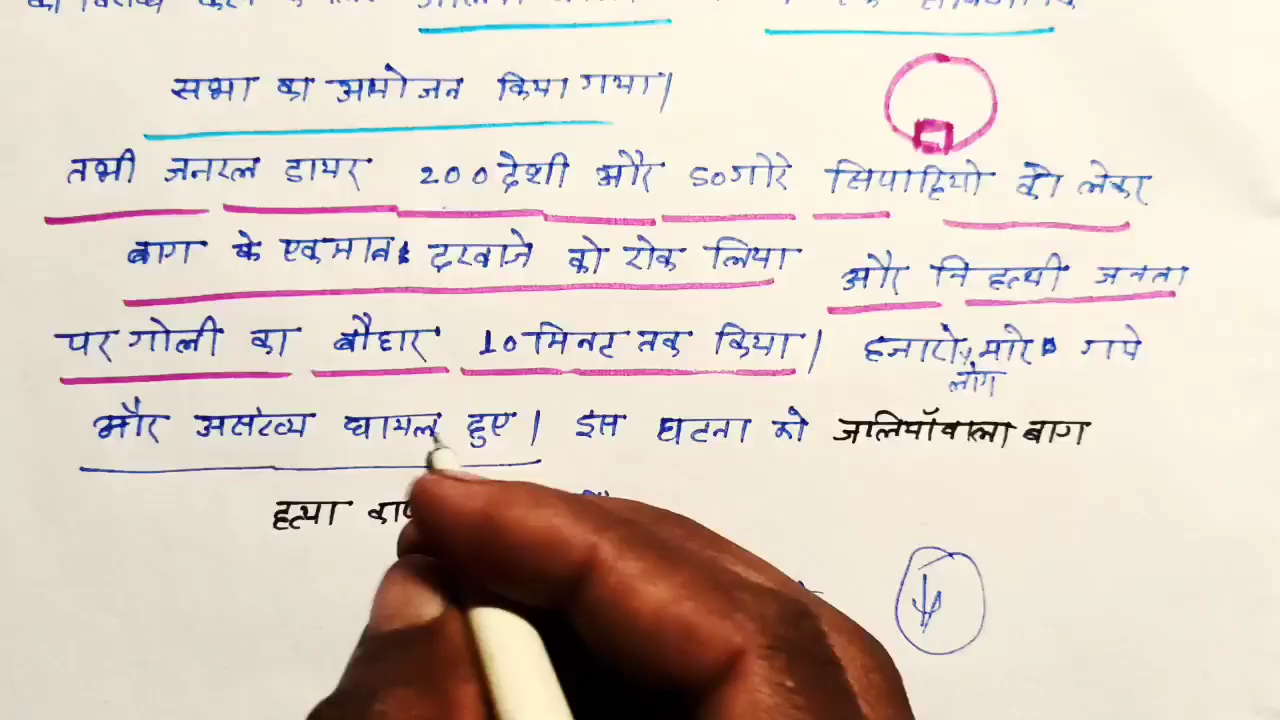 सभा का आयोजन किया गया।
तभी जनरल डायर 200 देशी और 50 गोरे सिपाहियो को लेकर
बाग के एकमात्र दरवाजे को रोक लिया और निहत्थी जनता
पर गोली का बौछार 10 मिनट तक किया। हजारो लोग मारे गये
और असंख्य घायल हुए। इस घटना को जलियाँवाला बाग
हत्या